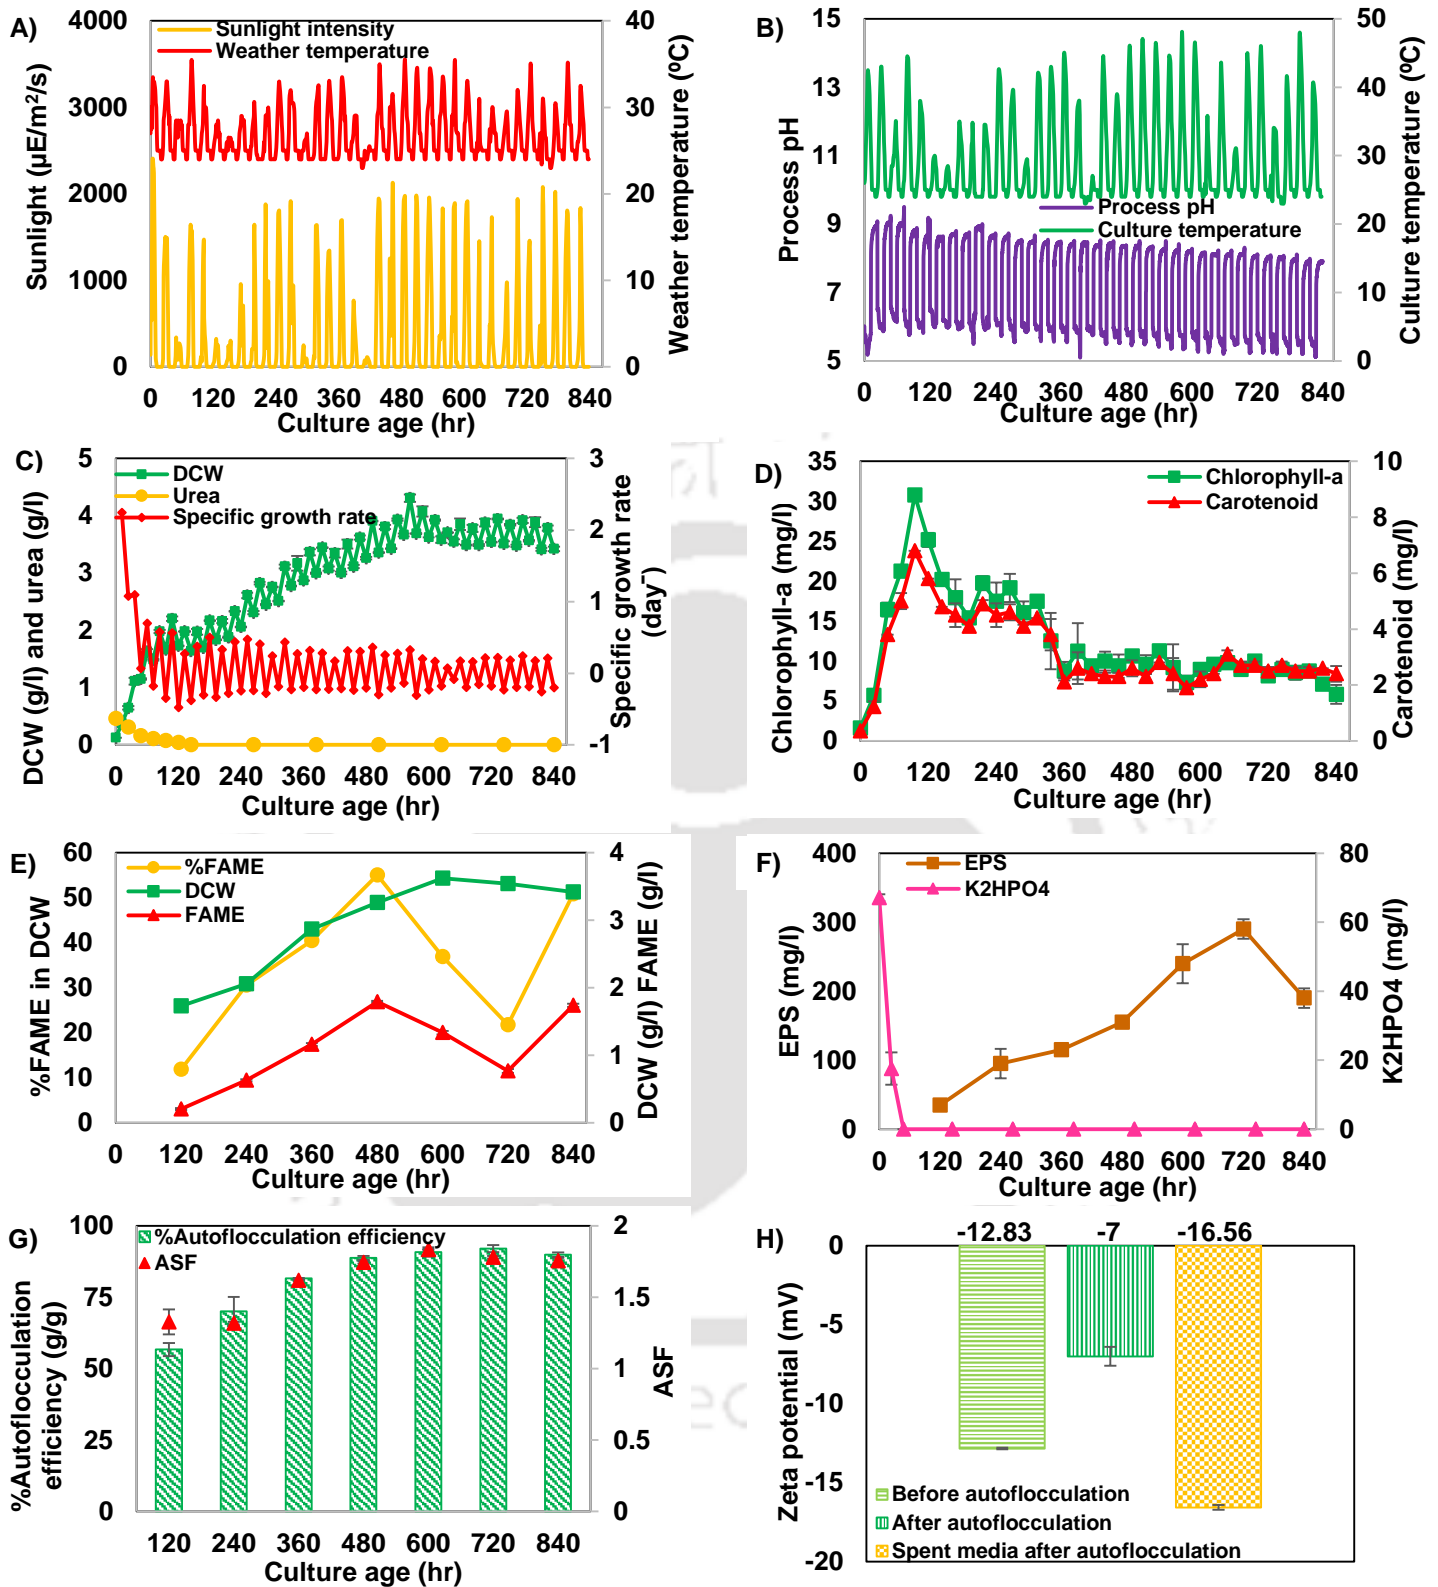 A)
Sunlight intensity
Weather temperature
Sunlight (µE/m²/s)
4000
3000
2000
1000
0
Weather temperature (ºC)
40
30
20
10
0
0 120 240 360 480 600 720 840
Culture age (hr)
B)
Process pH
15
13
11
9
7
5
Process pH
Culture temperature
Culture temperature (ºC)
50
40
30
20
10
0
0 120 240 360 480 600 720 840
Culture age (hr)
C)
DCW
Urea
Specific growth rate
DCW (g/l) and urea (g/l)
5
4
3
2
1
0
Specific growth rate
(day⁻)
3
2
1
0
-1
0 120 240 360 480 600 720 840
Culture age (hr)
D)
Chlorophyll-a
Carotenoid
Chlorophyll-a (mg/l)
35
30
25
20
15
10
5
0
Carotenoid (mg/l)
10
8
6
4
2
0
0 120 240 360 480 600 720 840
Culture age (hr)
E)
%FAME
DCW
FAME
%FAME in DCW
60
50
40
30
20
10
0
DCW (g/l) FAME (g/l)
4
3
2
1
0
0 120 240 360 480 600 720 840
Culture age (hr)
F)
EPS
K2HPO4
EPS (mg/l)
400
300
200
100
0
K2HPO4 (mg/l)
80
60
40
20
0
0 120 240 360 480 600 720 840
Culture age (hr)
G)
%Autoflocculation efficiency
ASF
%Autoflocculation
efficiency (g/g)
100
75
50
25
0
ASF
2
1.5
1
0.5
0
120 240 360 480 600 720 840
Culture age (hr)
H)
-12.83 -7 -16.56
Zeta potential (mV)
0
-5
-10
-15
-20
Before autoflocculation
After autoflocculation
Spent media after autoflocculation